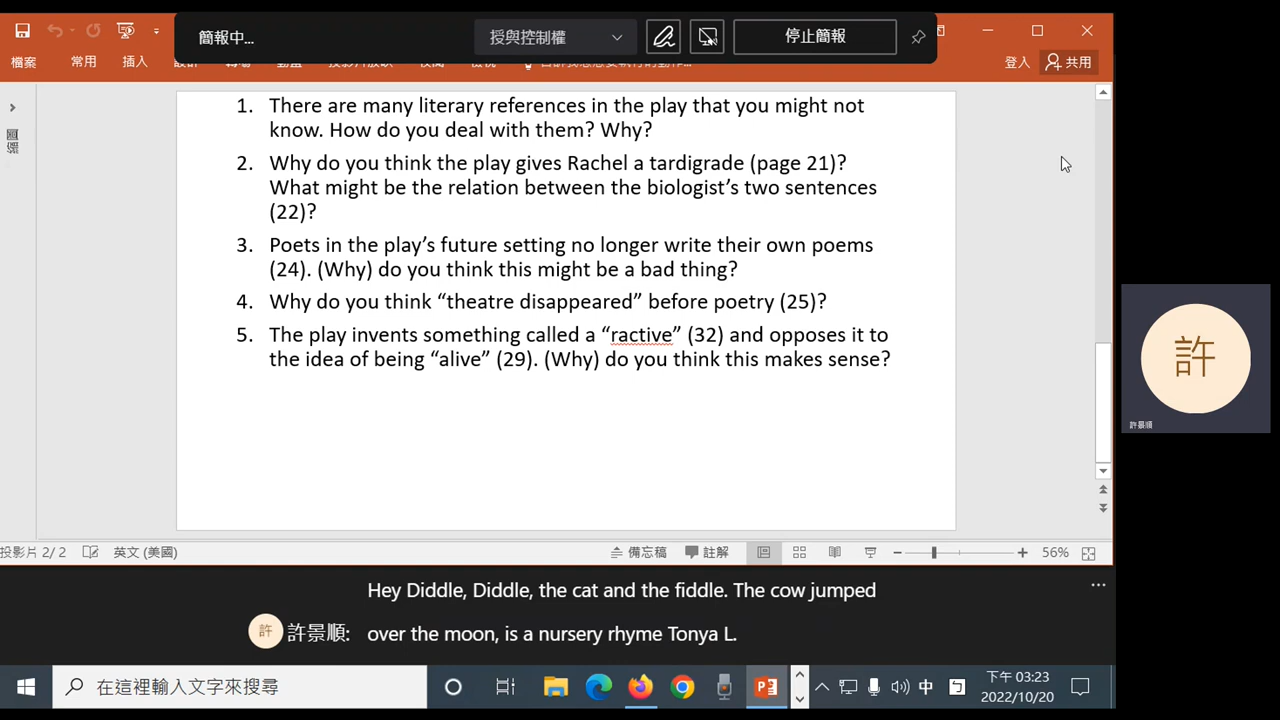 簡報中...
授與控制權
停止簡報
檔案
常用
插入
登入
共用
1. There are many literary references in the play that you might not
know. How do you deal with them? Why?
2. Why do you think the play gives Rachel a tardigrade (page 21)?
What might be the relation between the biologist’s two sentences
(22)?
3. Poets in the play’s future setting no longer write their own poems
(24). (Why) do you think this might be a bad thing?
4. Why do you think “theatre disappeared” before poetry (25)?
5. The play invents something called a “ractive” (32) and opposes it to
the idea of being “alive” (29). (Why) do you think this makes sense?
許
許景順
投影片 2/ 2
英文 (美國)
備忘稿
註解
56%
Hey Diddle, Diddle, the cat and the fiddle. The cow jumped
許
許景順:
over the moon, is a nursery rhyme Tonya L.
在這裡輸入文字來搜尋
中
下午 03:23
2022/10/20